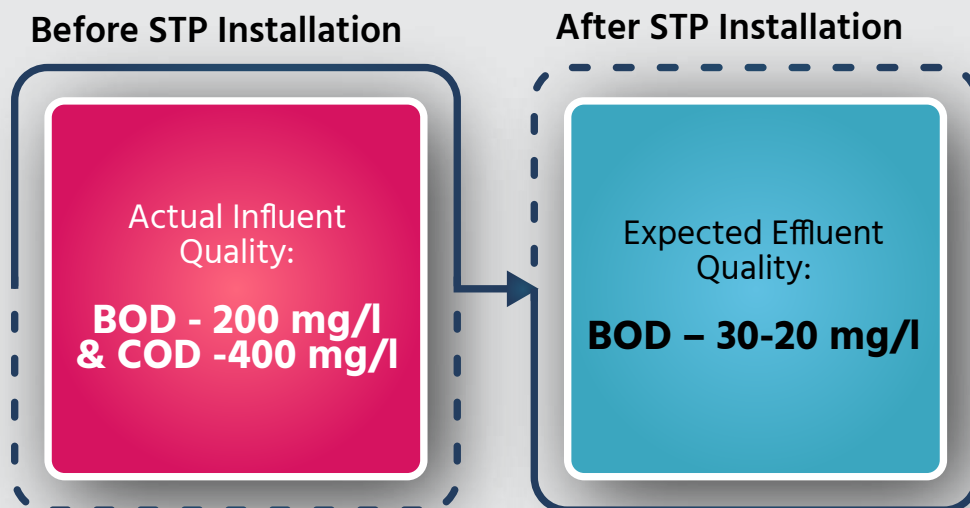 Before STP Installation
After STP Installation
Actual Influent
Quality:
BOD - 200 mg/l
& COD -400 mg/l
Expected Effluent
Quality:
BOD – 30-20 mg/l